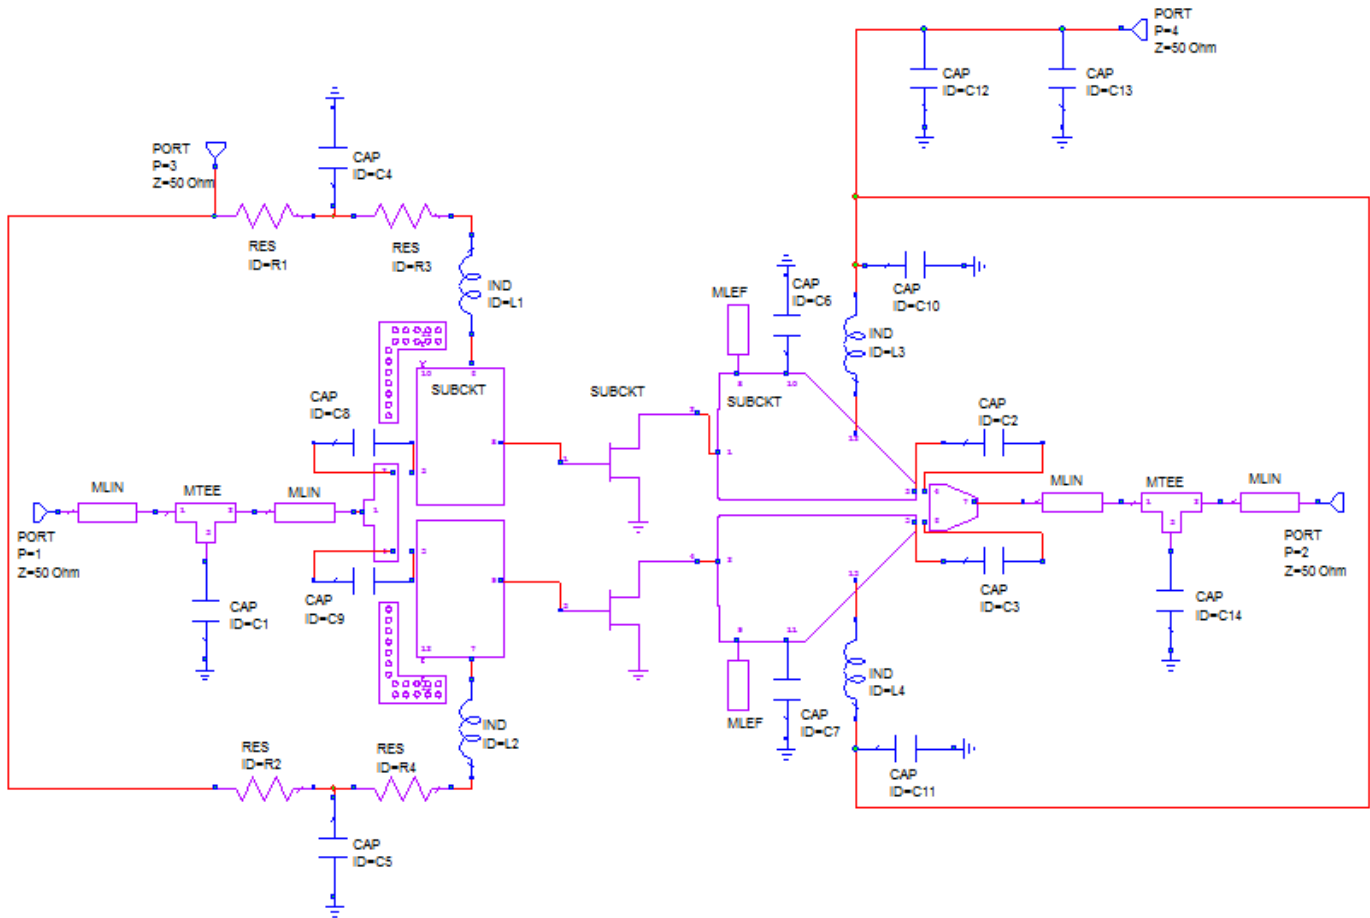 PORT
P=4
Z=50 Ohm
CAP
ID=C12
CAP
ID=C13
PORT
P=3
Z=50 Ohm
CAP
ID=C4
RES
ID=R1
RES
ID=R3
IND
ID=L1
CAP
ID=C6
MLEF
CAP
ID=C10
IND
ID=L3
SUBCKT
SUBCKT
SUBCKT
CAP
ID=C8
CAP
ID=C2
MLIN
MTEE
MLIN
MLIN
MTEE
MLIN
PORT
P=1
Z=50 Ohm
PORT
P=2
Z=50 Ohm
CAP
ID=C1
CAP
ID=C9
CAP
ID=C3
CAP
ID=C14
IND
ID=L2
MLEF
CAP
ID=C7
IND
ID=L4
RES
ID=R2
RES
ID=R4
CAP
ID=C11
CAP
ID=C5